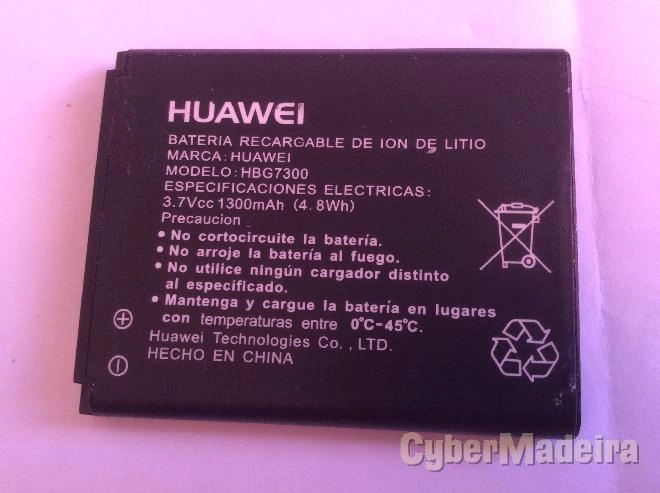 HUAWEI
BATERIA RECARGABLE DE ION DE LITIO
MARCA: HUAWEI
MODELO: HBG7300
ESPECIFICACIONES ELECTRICAS:
3.7Vcc 1300mAh (4.8Wh)
Precaucion
• No cortocircuite la batería.
• No arroje la batería al fuego.
• No utilice ningún cargador distinto
al especificado.
• Mantenga y cargue la batería en lugares
con temperaturas entre 0°C-45°C.
Huawei Technologies Co., LTD.
HECHO EN CHINA
CyberMadeira